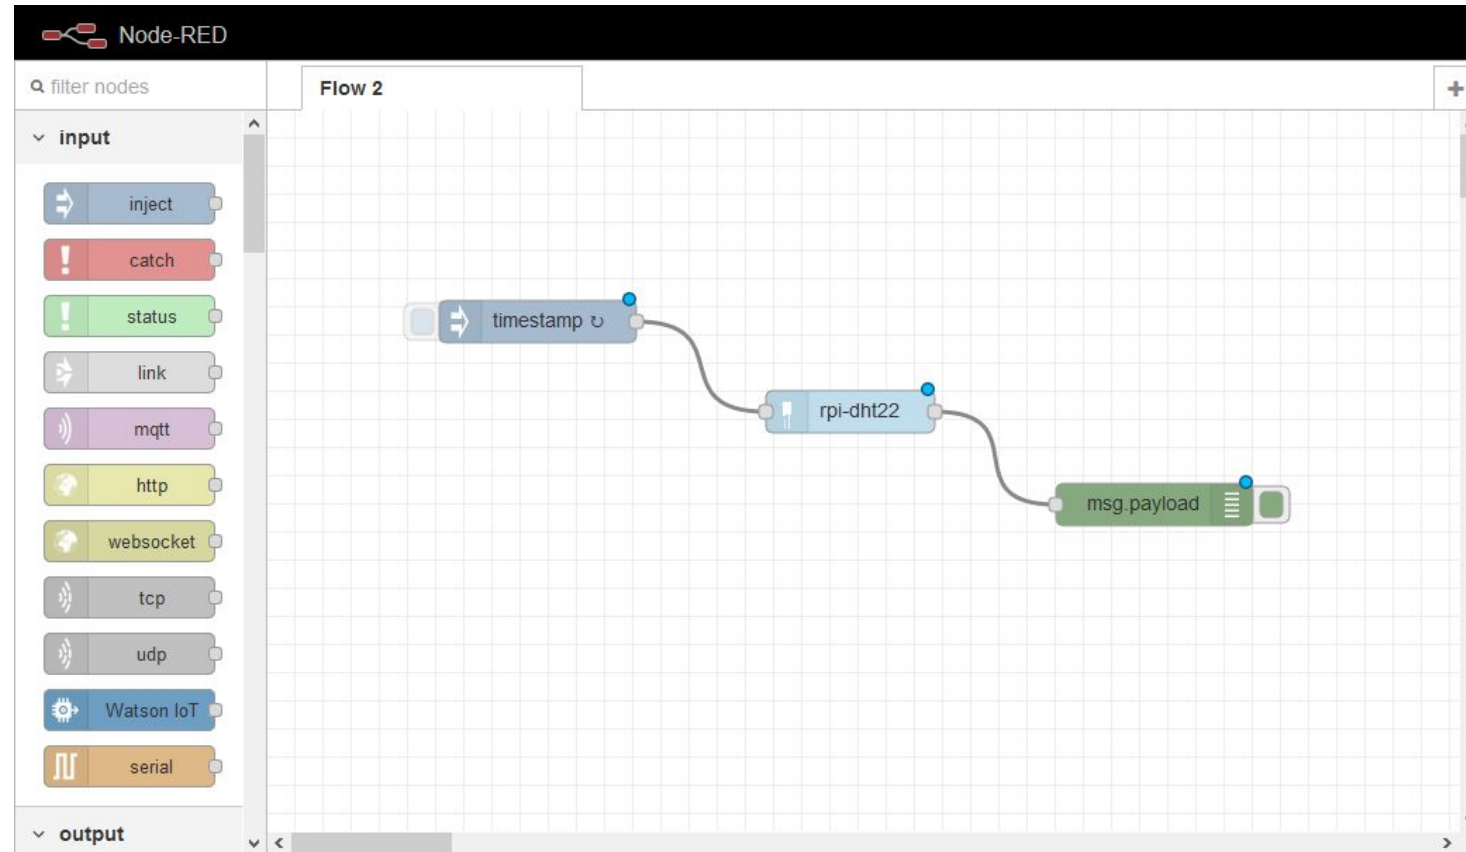 Node-RED
filter nodes
Flow 2
+
input
inject
catch
status
link
mqtt
http
websocket
tcp
udp
Watson IoT
serial
output
timestamp ↻
rpi-dht22
msg.payload